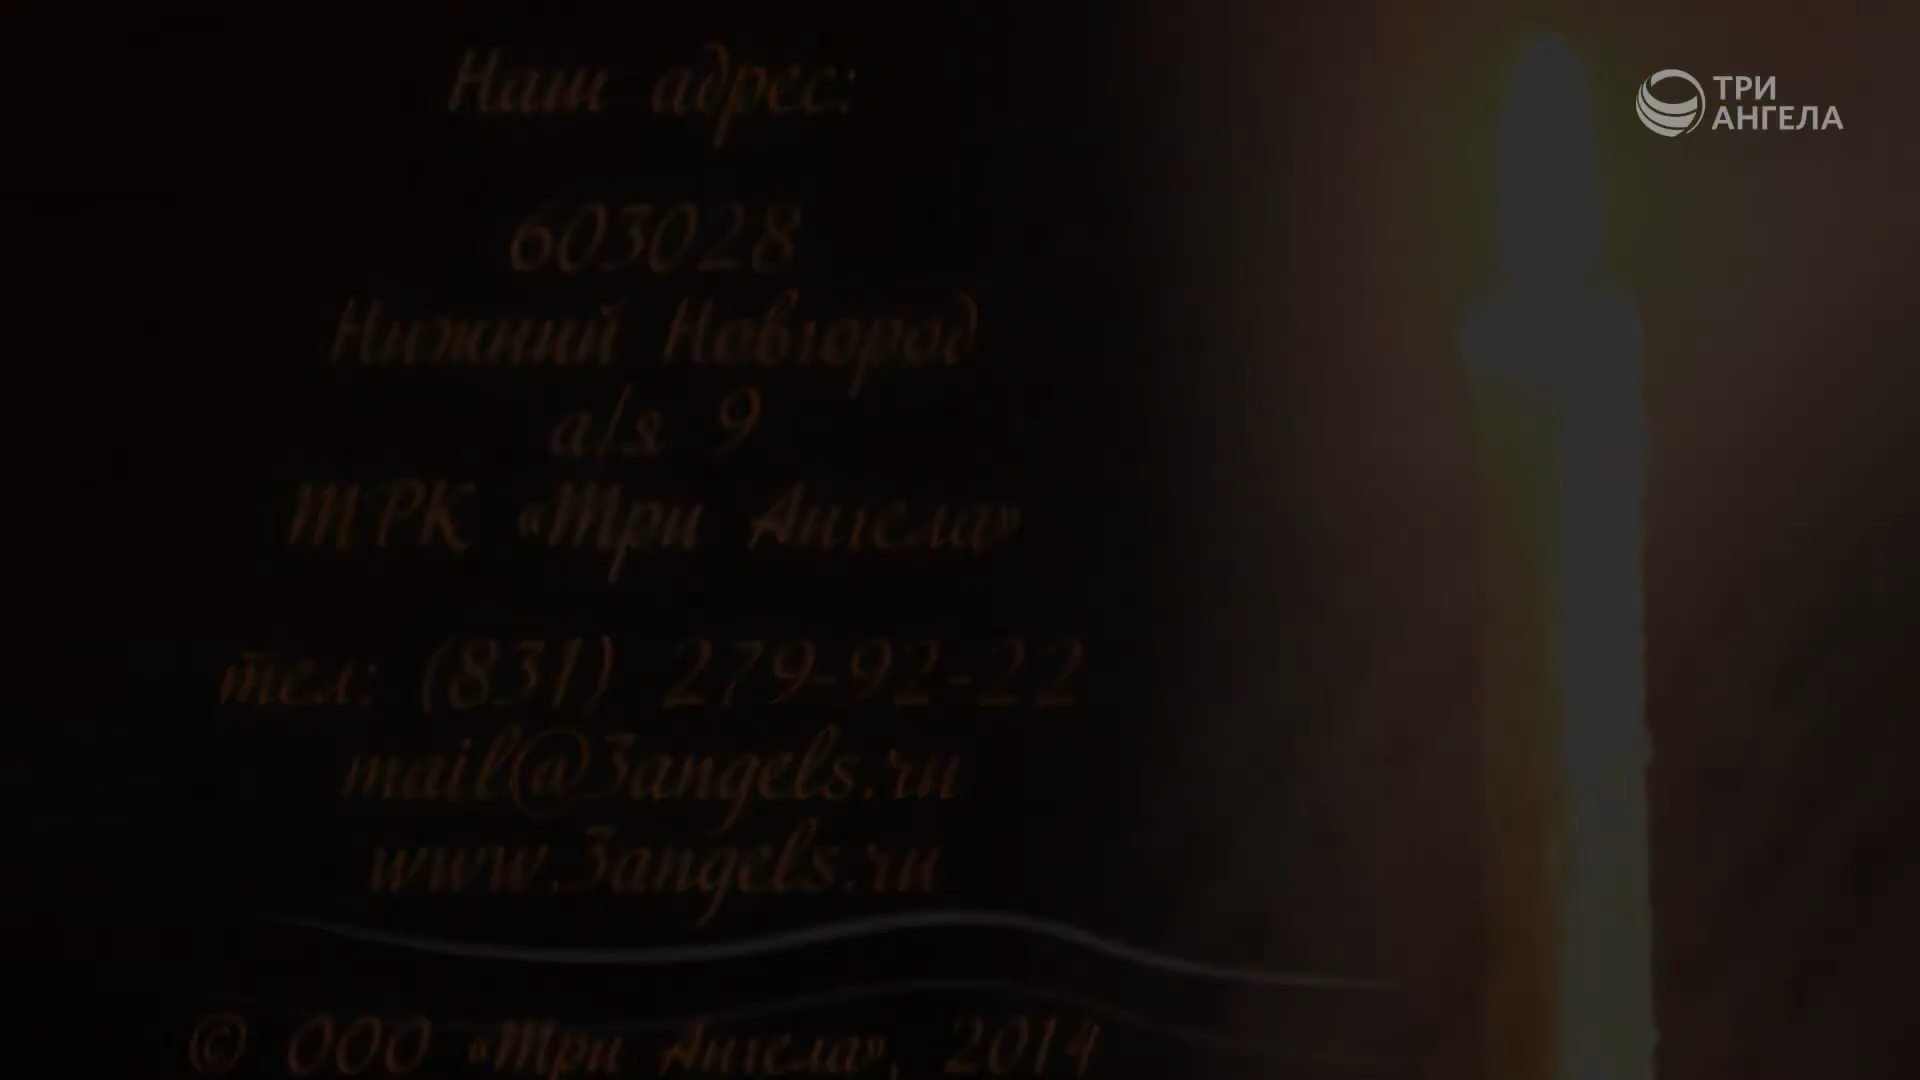 Наш адрес:
603028
Нижний Новгород
а/я 9
ТРК «Три Ангела»
тел: (831) 279-92-22
mail@3angels.ru
www.3angels.ru
© ООО «Три Ангела», 2014
ТРИ
АНГЕЛА